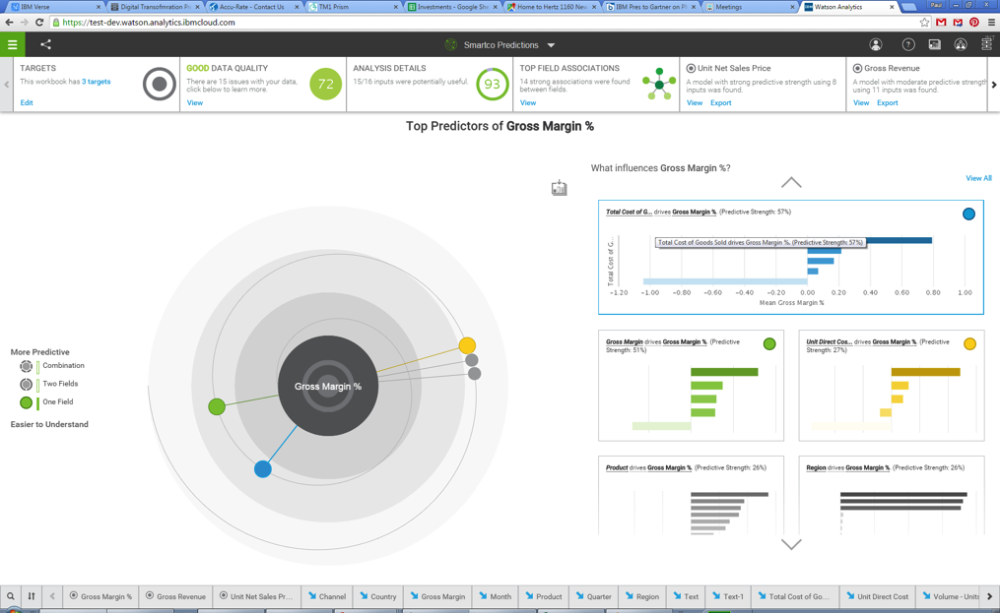 IBM Verse
Digital Transofmration Pr
Accu-Rate - Contact Us
TM1 Prism
Investments - Google She
Home to Hertz 1160 New
IBM Pres to Gartner on PM
Meetings
Watson Analytics
Paul
https://test-dev.watson.analytics.ibmcloud.com
Smartco Predictions
TARGETS
This workbook has 3 targets
Edit
GOOD DATA QUALITY
There are 15 issues with your data, click below to learn more.
View
72
ANALYSIS DETAILS
15/16 inputs were potentially useful.
93
TOP FIELD ASSOCIATIONS
14 strong associations were found between fields.
View
Unit Net Sales Price
A model with strong predictive strength using 8 inputs was found.
View Export
Gross Revenue
A model with moderate predictive strength using 11 inputs was found.
View Export
Top Predictors of Gross Margin %
What influences Gross Margin %?
View All
Total Cost of G... drives Gross Margin %. (Predictive Strength: 57%)
Total Cost of Goods Sold drives Gross Margin %. (Predictive Strength: 57%)
Total Cost of G...
-1.20 -1.00 -0.80 -0.60 -0.40 -0.20 0.00 0.20 0.40 0.60 0.80 1.00
Mean Gross Margin %
Gross Margin drives Gross Margin %. (Predictive
Strength: 51%)
Unit Direct Cos... drives Gross Margin %. (Predictive
Strength: 27%)
Product drives Gross Margin %. (Predictive Strength: 26%)
Region drives Gross Margin %. (Predictive Strength: 26%)
Gross Margin %
More Predictive
Combination
Two Fields
One Field
Easier to Understand
Gross Margin %
Gross Revenue
Unit Net Sales Pr...
Channel
Country
Gross Margin
Month
Product
Quarter
Region
Text
Text-1
Total Cost of Go...
Unit Direct Cost
Volume - Units